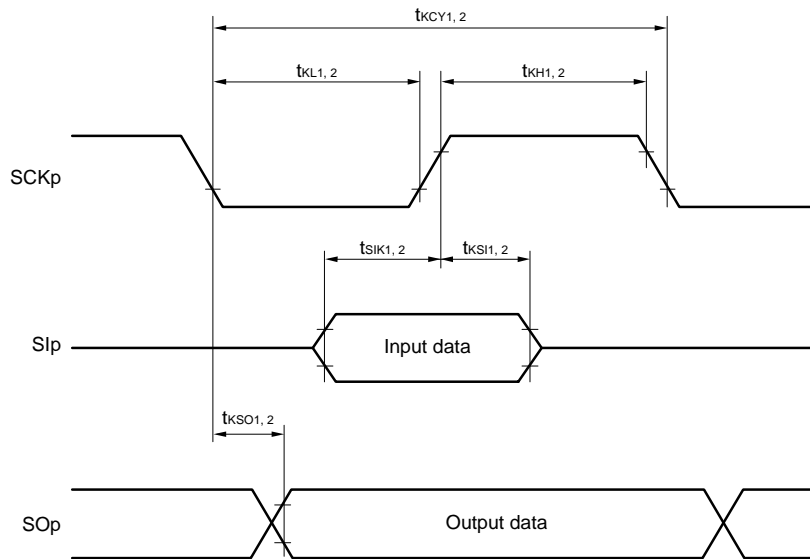 tKCY1, 2
tKL1, 2
tKH1, 2
SCKp
tSIK1, 2
tKSI1, 2
SIp
Input data
tKSO1, 2
SOp
Output data